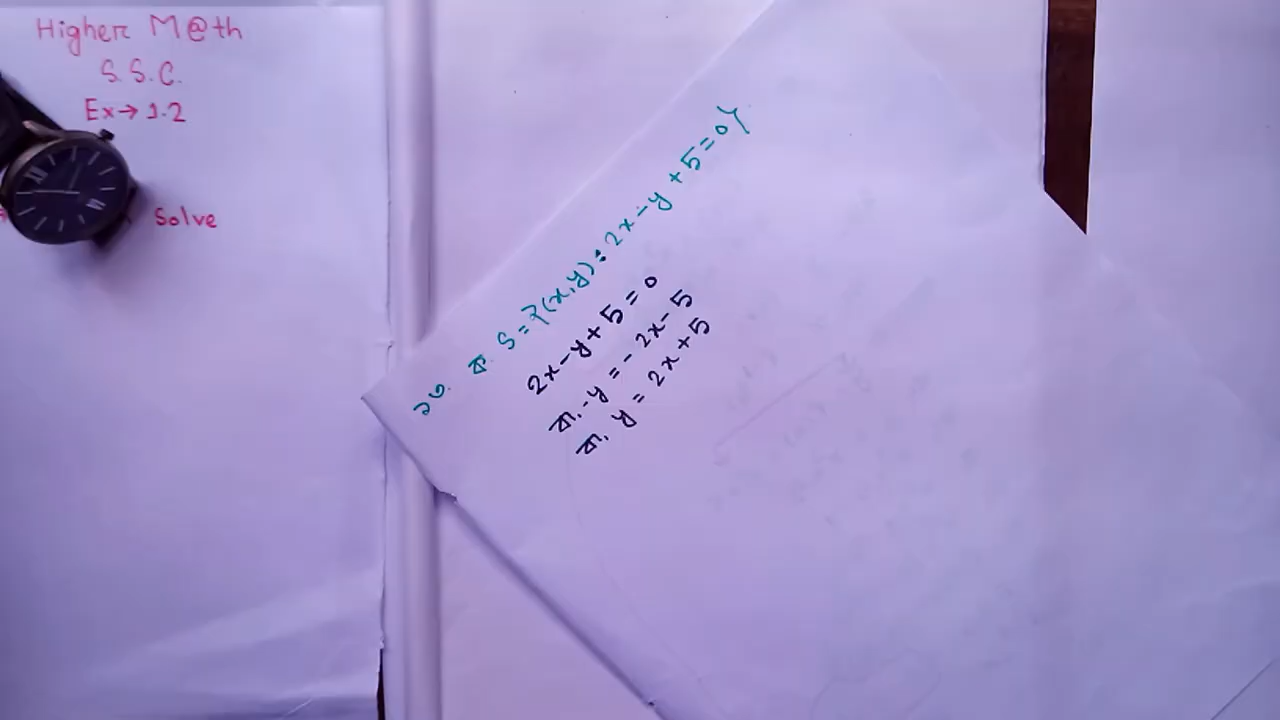 Higher M@th
S.S.C.
Ex→1.2
Solve
১৩. ক. S = {(x,y) : 2x - y + 5 = 0}
2x - y + 5 = 0
বা, -y = - 2x - 5
বা, y = 2x + 5